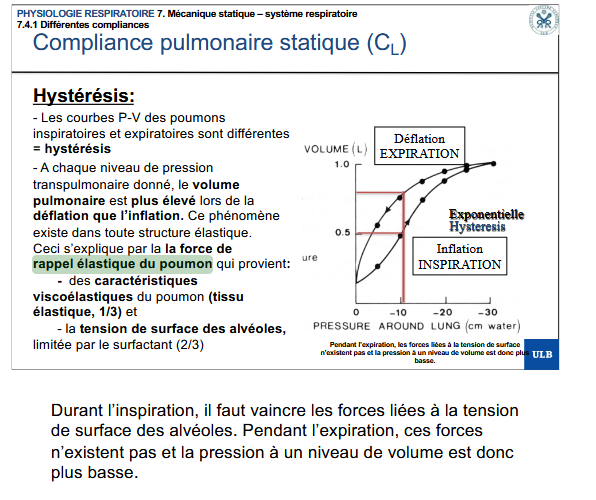 PHYSIOLOGIE RESPIRATOIRE 7. Mécanique statique – système respiratoire
7.4.1 Différentes compliances
Compliance pulmonaire statique (CL)
Hystérésis:
- Les courbes P-V des poumons
inspiratoires et expiratoires sont différentes
= hystérésis
- A chaque niveau de pression
transpulmonaire donné, le volume
pulmonaire est plus élevé lors de la
déflation que l'inflation. Ce phénomène
existe dans toute structure élastique.
Ceci s'explique par la la force de
rappel élastique du poumon qui provient:
- des caractéristiques
viscoélastiques du poumon (tissu
élastique, 1/3) et
- la tension de surface des alvéoles,
limitée par le surfactant (2/3)
VOLUME (L)
1.0
0.5
ure
Déflation
EXPIRATION
Exponentielle
Hysteresis
Inflation
INSPIRATION
0 -10 -20 -30
PRESSURE AROUND LUNG (cm water)
Pendant l'expiration, les forces liées à la tension de surface
n'existent pas et la pression à un niveau de volume est donc plus
basse.
ULB
Durant l'inspiration, il faut vaincre les forces liées à la tension
de surface des alvéoles. Pendant l'expiration, ces forces
n'existent pas et la pression à un niveau de volume est donc
plus basse.